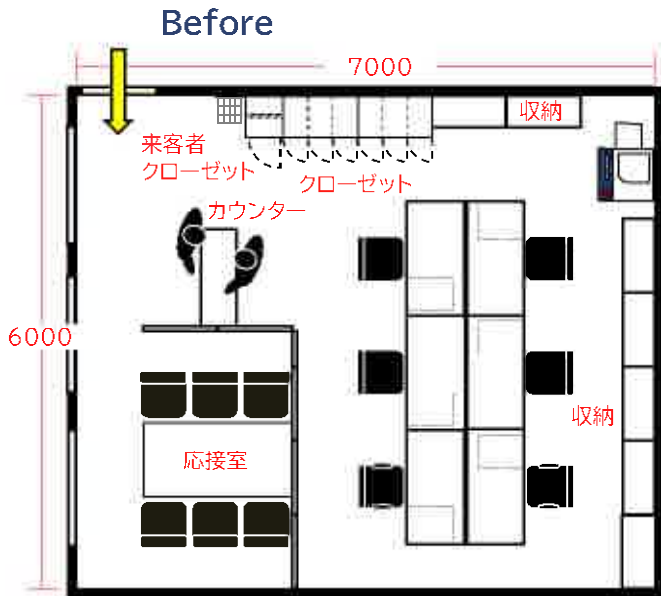 Before
7000
収納
来客者
クローゼット
クローゼット
カウンター
6000
収納
応接室